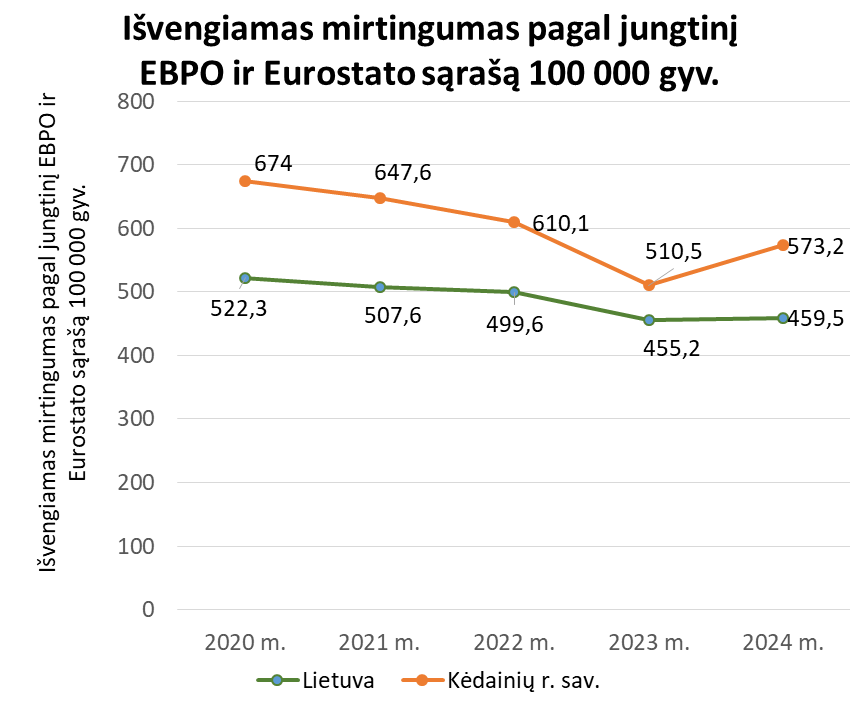 Išvengiamas mirtingumas pagal jungtinį
EBPO ir Eurostato sąrašą 100 000 gyv.
Išvengiamas mirtingumas pagal jungtinį EBPO ir
Eurostato sąrašą 100 000 gyv.
800
700
600
500
400
300
200
100
0
674
647,6
610,1
510,5
573,2
522,3
507,6
499,6
455,2
459,5
2020 m.
2021 m.
2022 m.
2023 m.
2024 m.
Lietuva
Kėdainių r. sav.